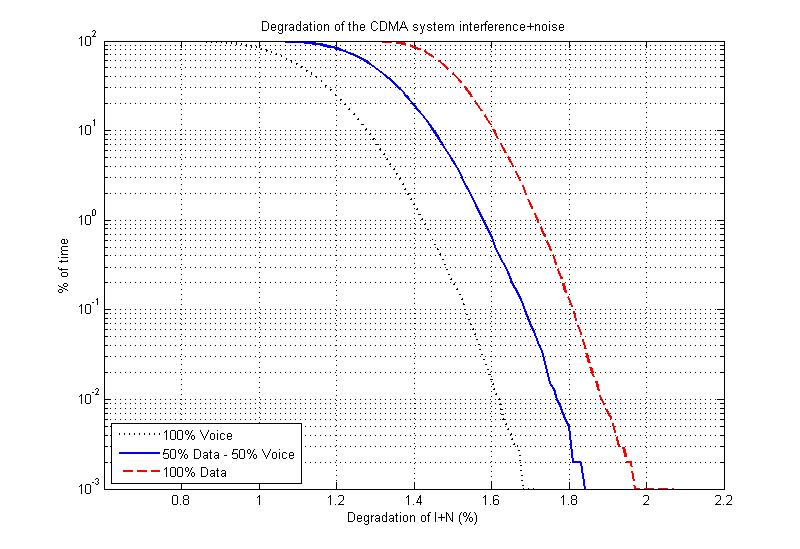 Degradation of the CDMA system interference+noise
% of time
10^2
10^1
10^0
10^-1
10^-2
10^-3
100% Voice
50% Data - 50% Voice
100% Data
0.8 1 1.2 1.4 1.6 1.8 2 2.2
Degradation of I+N (%)